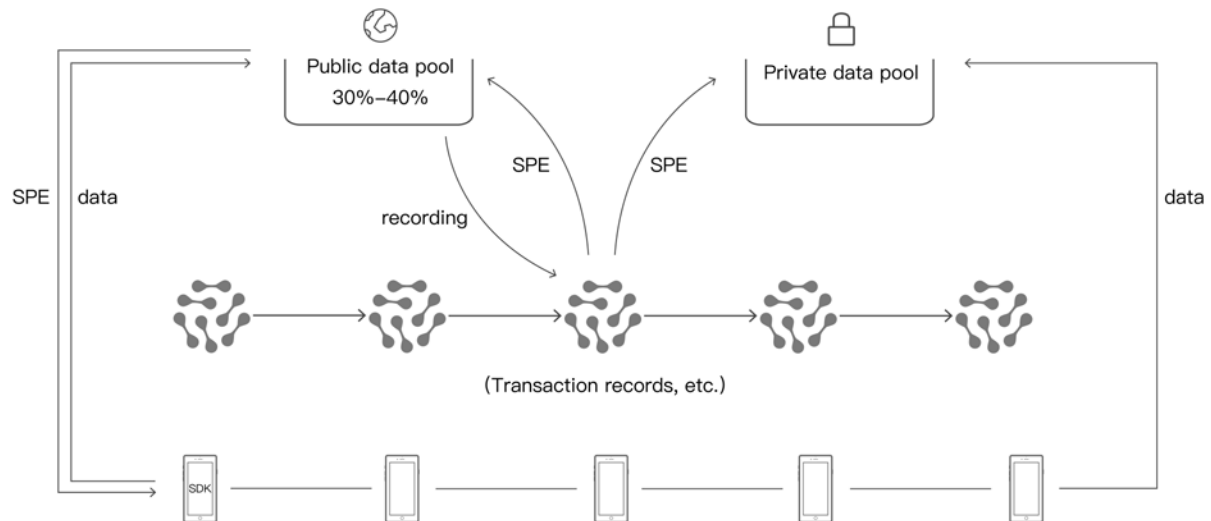 Public data pool
30%–40%
Private data pool
SPE
data
SPE
SPE
data
recording
(Transaction records, etc.)
SDK